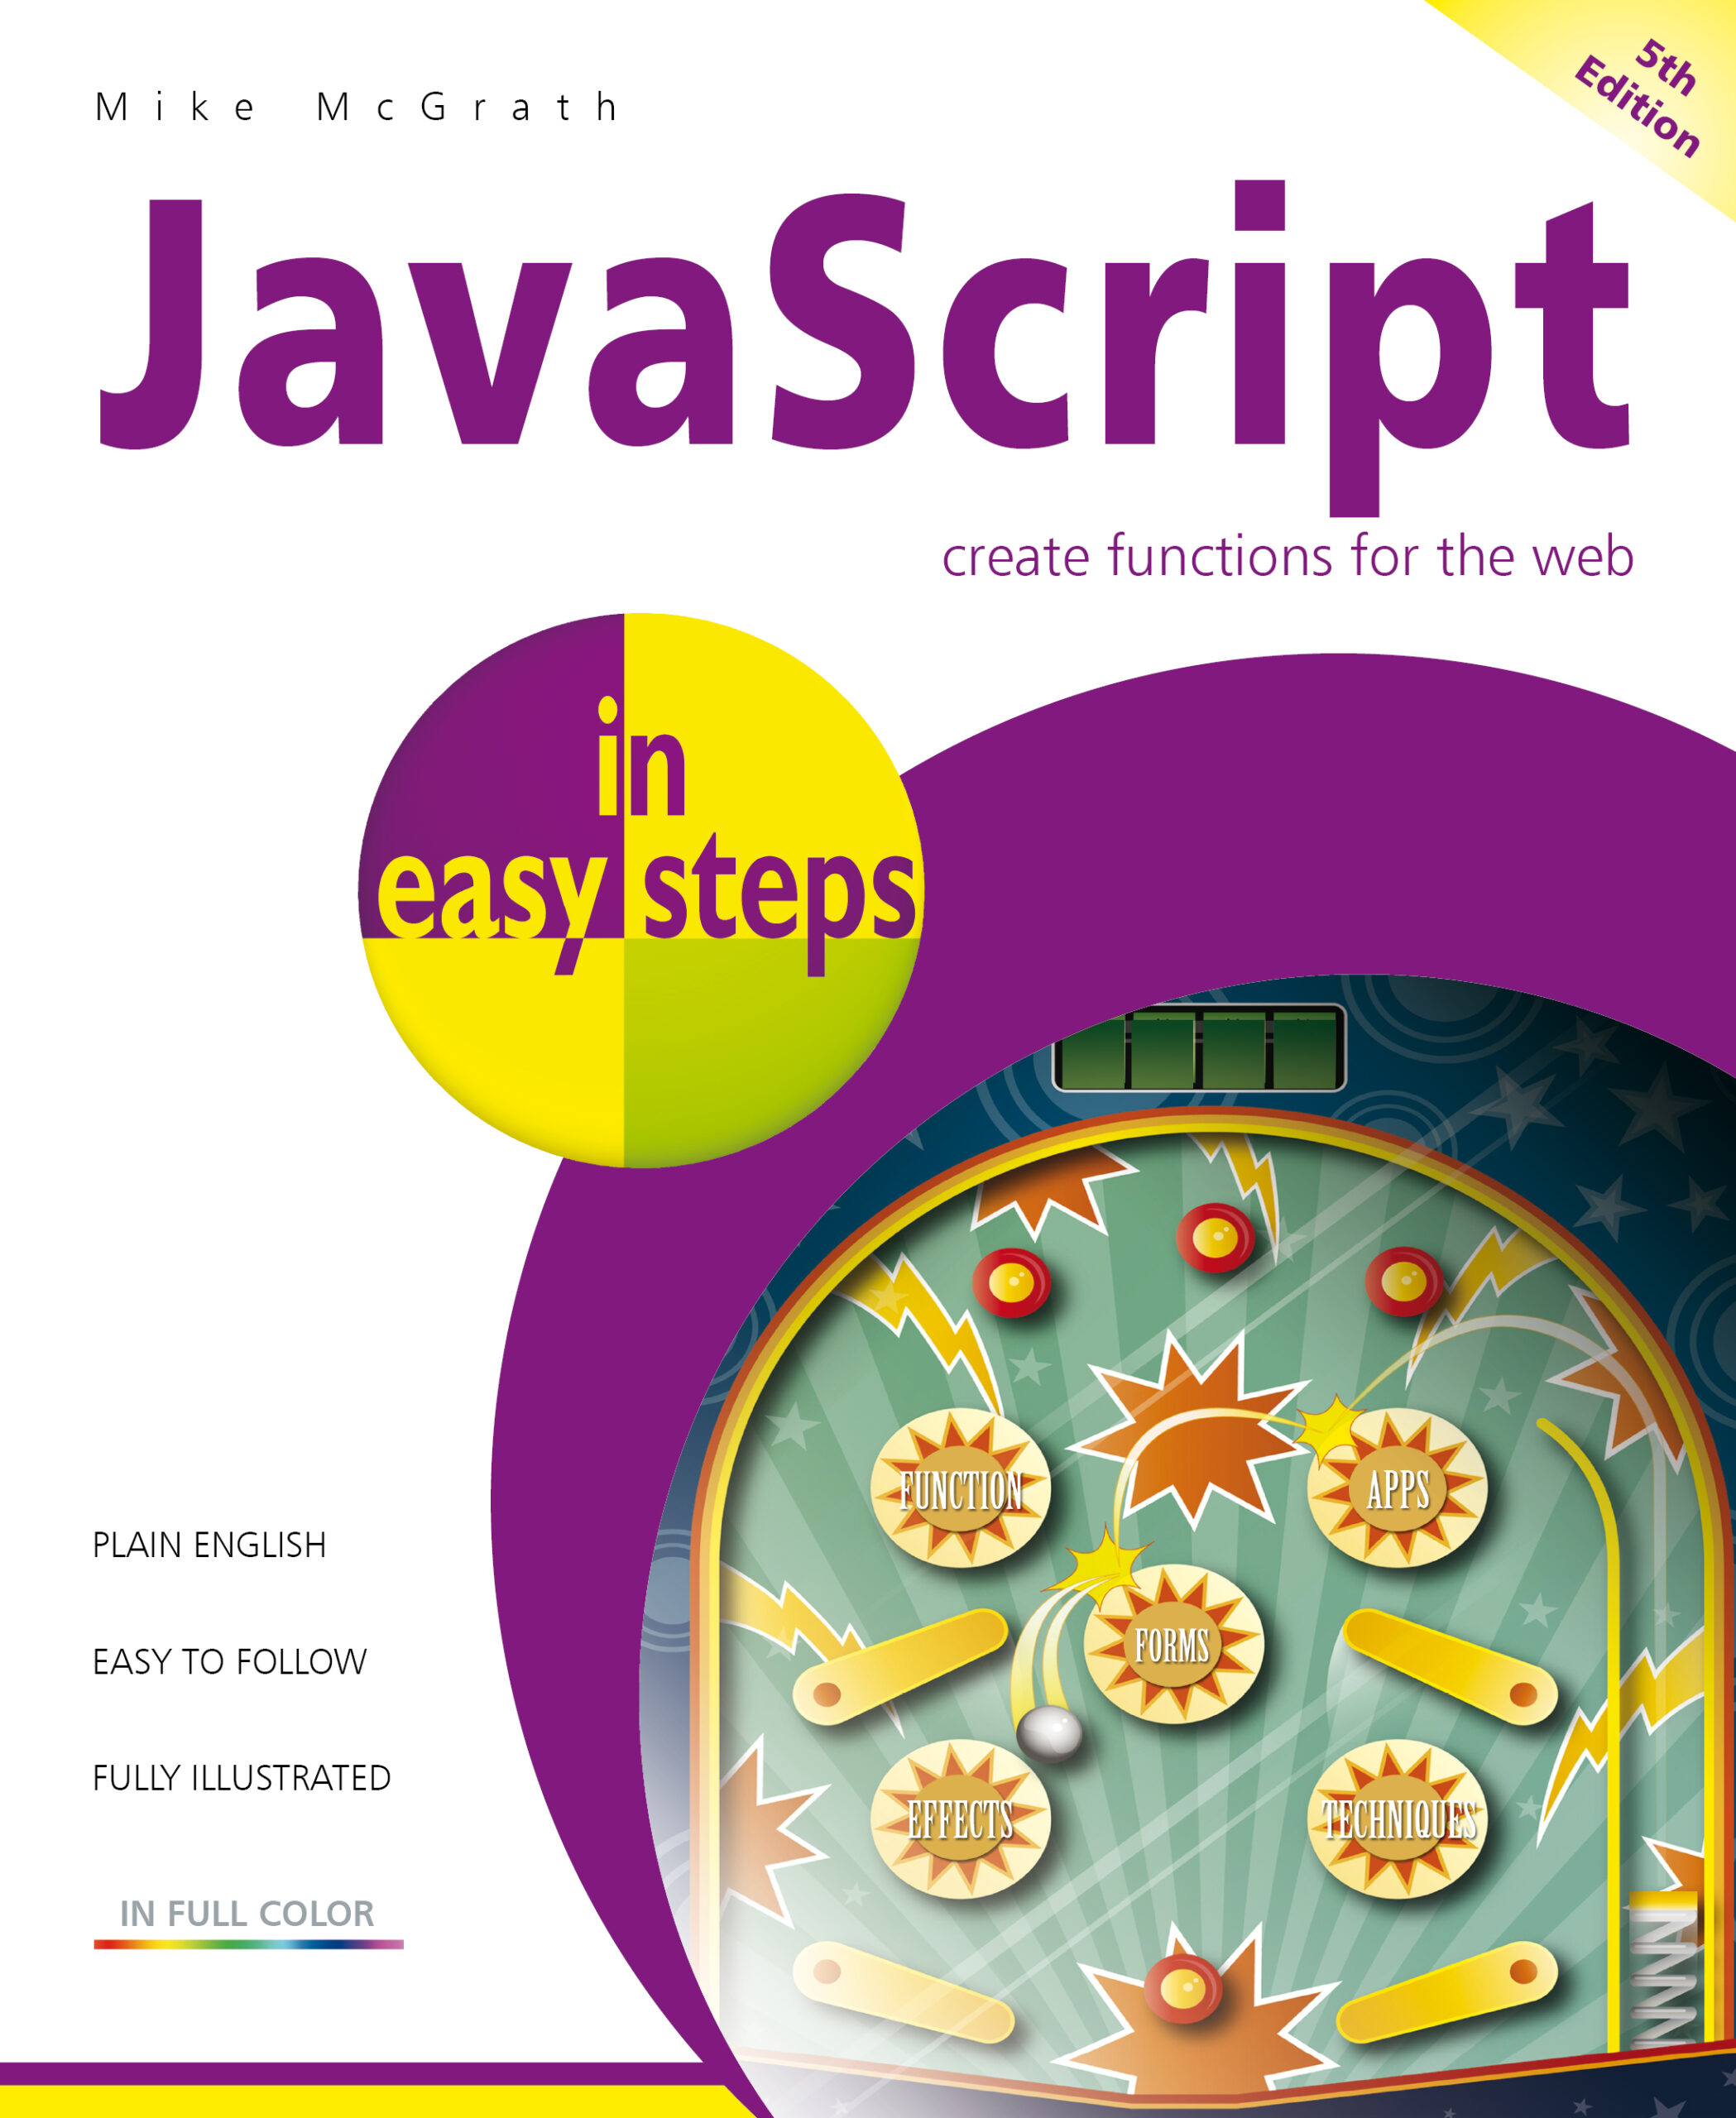 Mike McGrath
5th
Edition
JavaScript
create functions for the web
in
easy steps
FUNCTION
APPS
FORMS
EFFECTS
TECHNIQUES
PLAIN ENGLISH
EASY TO FOLLOW
FULLY ILLUSTRATED
IN FULL COLOR